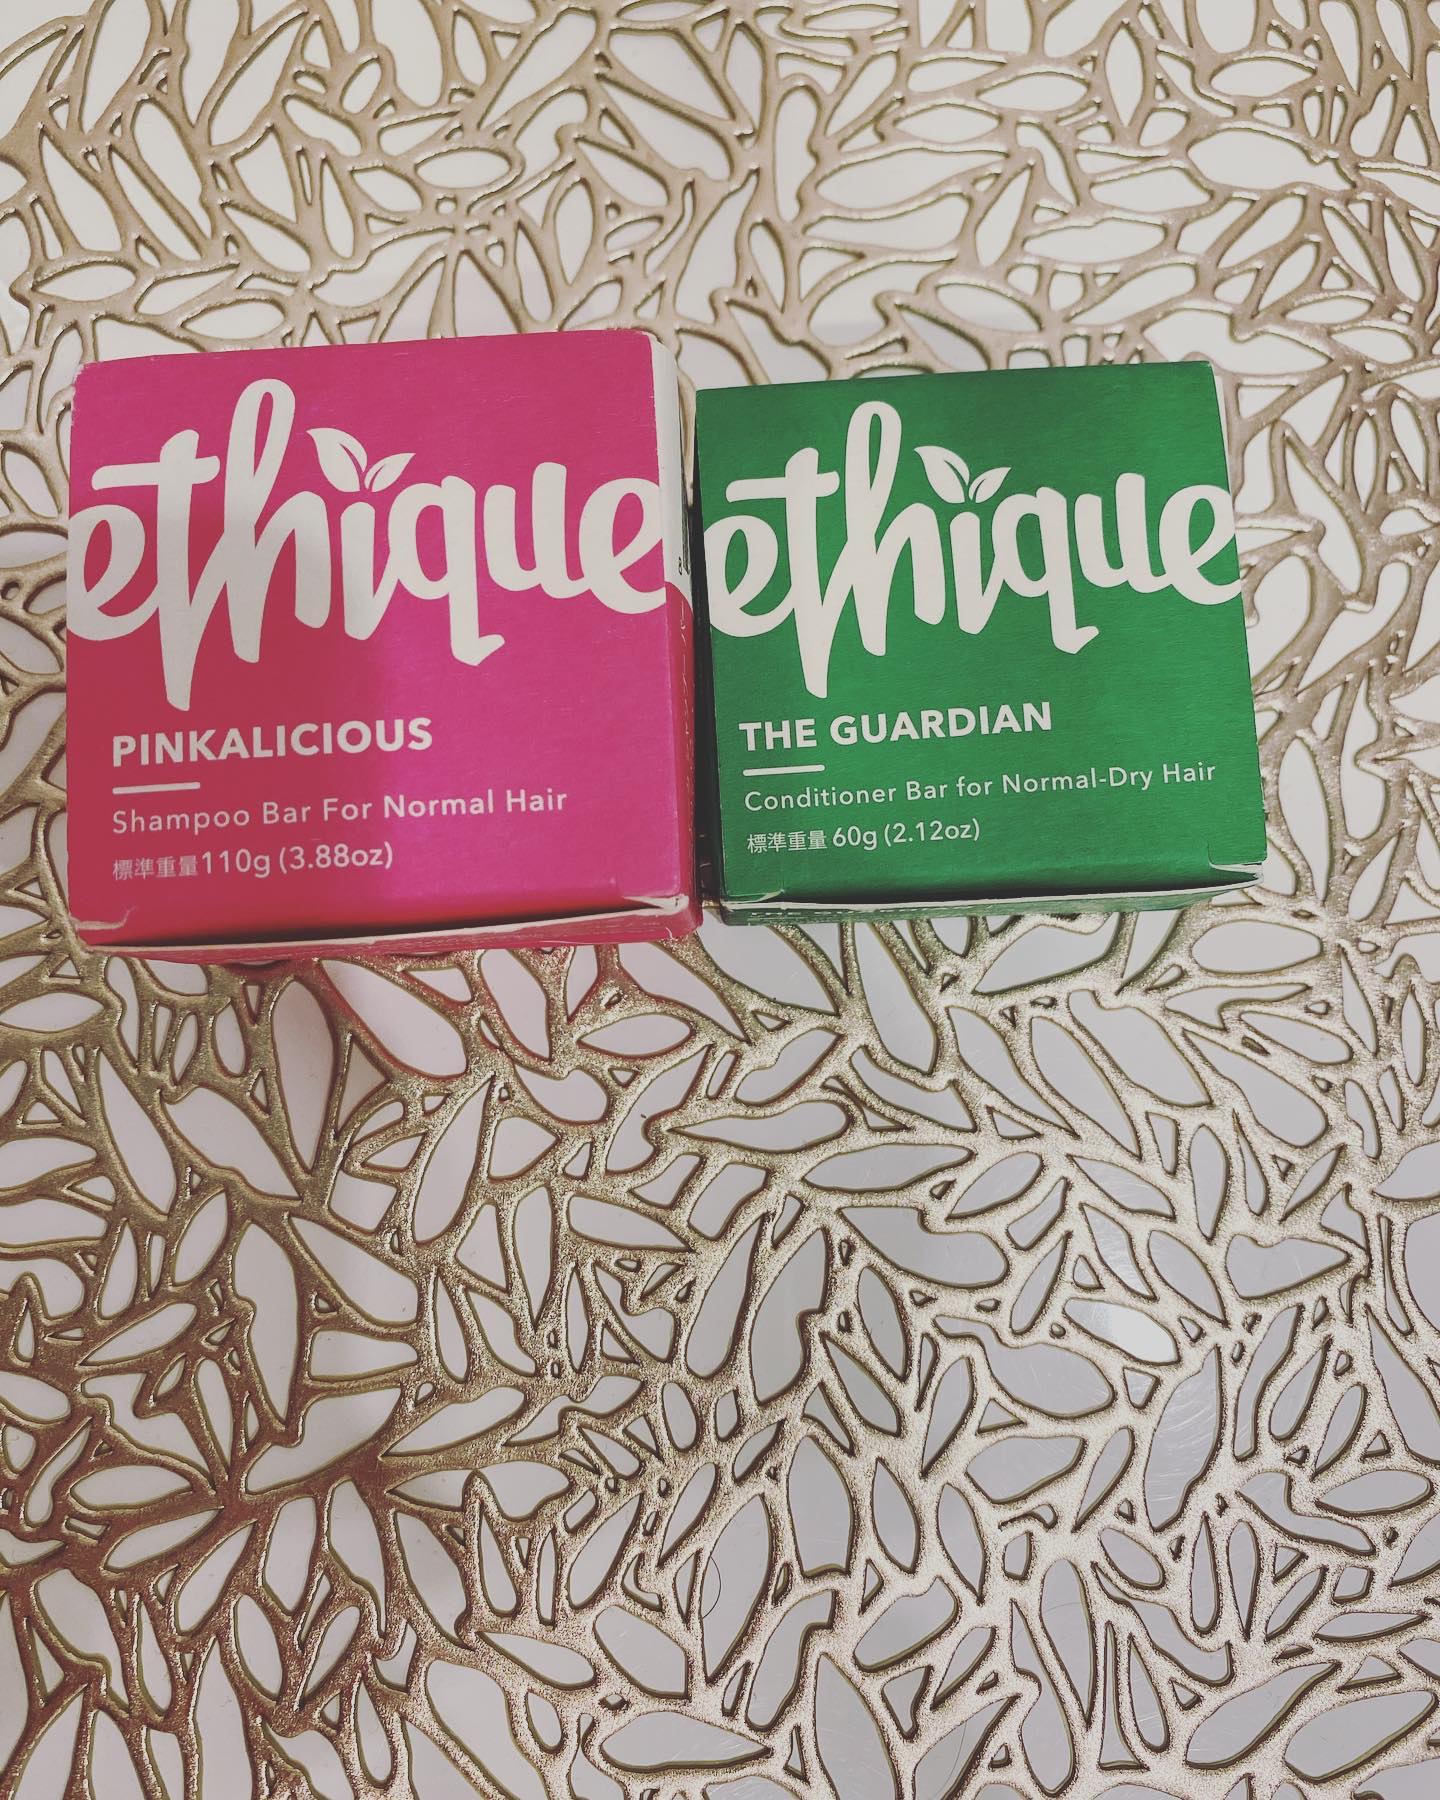 ethique
PINKALICIOUS
Shampoo Bar For Normal Hair
標準重量110g (3.88oz)
ethique
THE GUARDIAN
Conditioner Bar for Normal-Dry Hair
標準重量 60g (2.12oz)